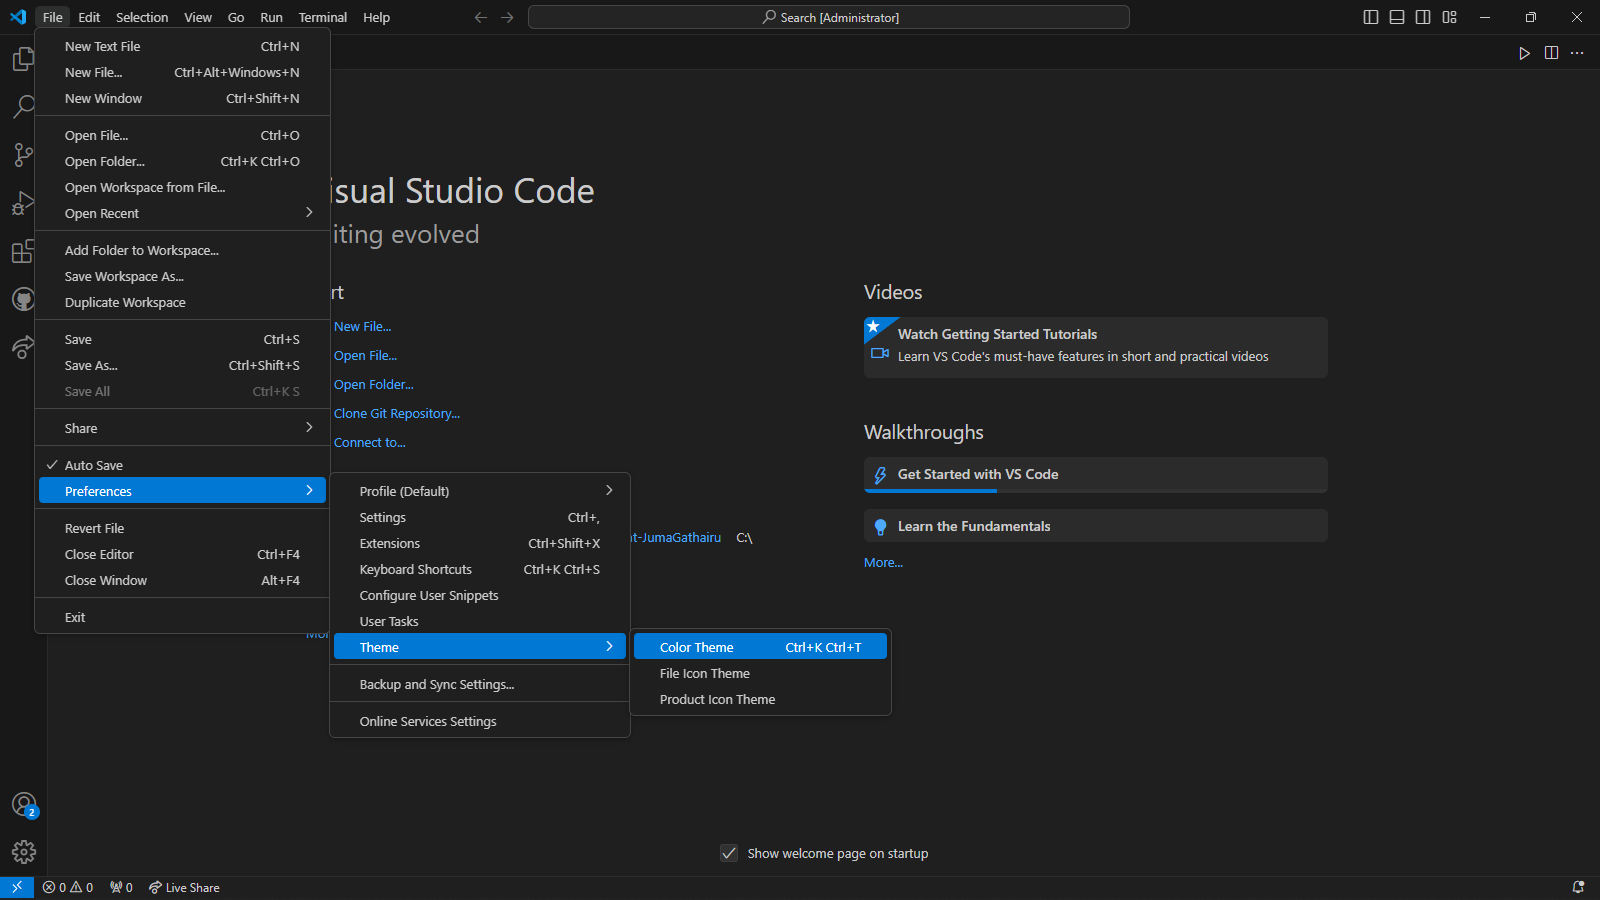 File Edit Selection View Go Run Terminal Help
Search [Administrator]
New Text File Ctrl+N
New File... Ctrl+Alt+Windows+N
New Window Ctrl+Shift+N
Open File... Ctrl+O
Open Folder... Ctrl+K Ctrl+O
Open Workspace from File...
Open Recent
Add Folder to Workspace...
Save Workspace As...
Duplicate Workspace
Save Ctrl+S
Save As... Ctrl+Shift+S
Save All Ctrl+K S
Share
Auto Save
Preferences
Revert File
Close Editor Ctrl+F4
Close Window Alt+F4
Exit
isual Studio Code
iting evolved
rt
New File...
Open File...
Open Folder...
Clone Git Repository...
Connect to...
Profile (Default)
Settings Ctrl+,
Extensions Ctrl+Shift+X
Keyboard Shortcuts Ctrl+K Ctrl+S
Configure User Snippets
User Tasks
Theme
Backup and Sync Settings...
Online Services Settings
t-JumaGathairu C:\
Color Theme Ctrl+K Ctrl+T
File Icon Theme
Product Icon Theme
Videos
Watch Getting Started Tutorials
Learn VS Code's must-have features in short and practical videos
Walkthroughs
Get Started with VS Code
Learn the Fundamentals
More...
Show welcome page on startup
2
0 0 0 Live Share